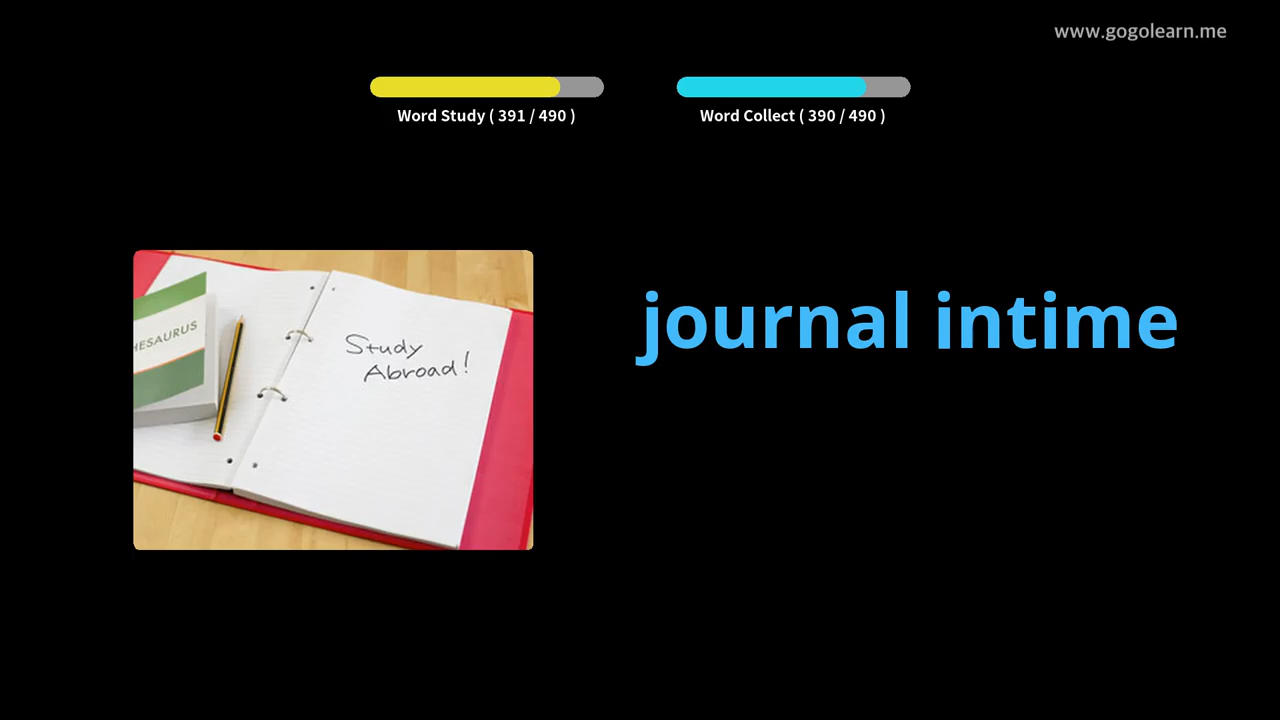 www.gogolearn.me
Word Study ( 391 / 490 )
Word Collect ( 390 / 490 )
HESAURUS
Study
Abroad!
journal intime